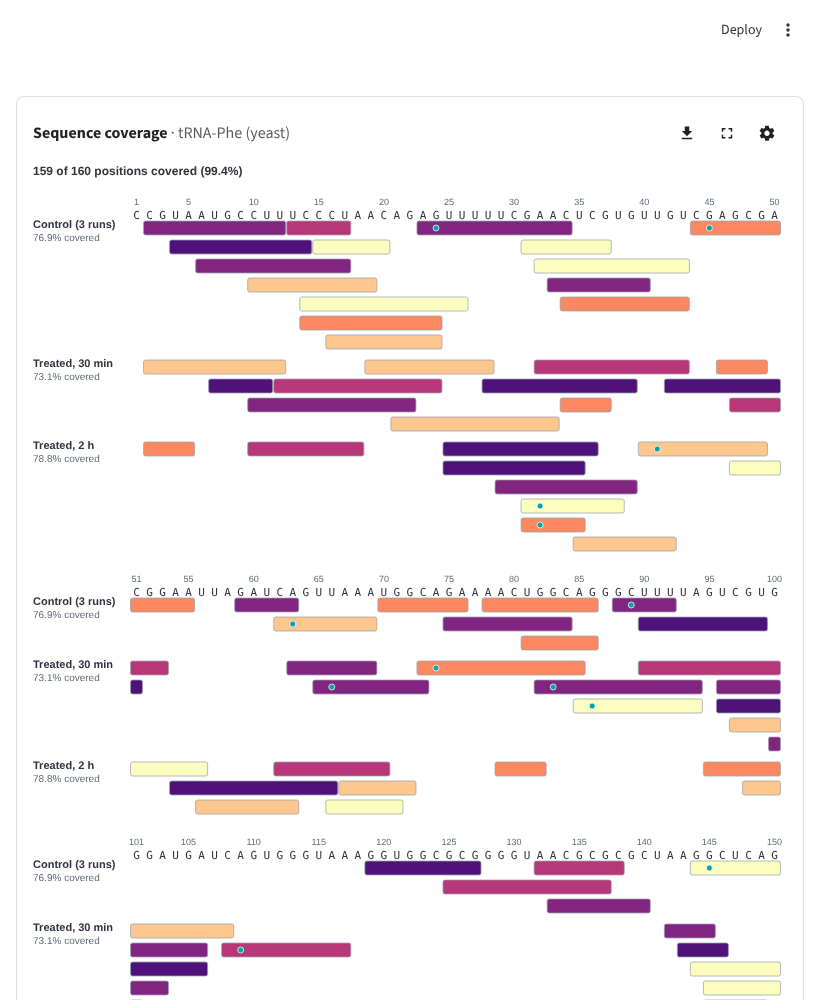 Deploy
Sequence coverage · tRNA-Phe (yeast)
159 of 160 positions covered (99.4%)
1 5 10 15 20 25 30 35 40 45 50
C C G U A A U G C U U U U C C C U A A C A G A G U U U U U C G A A C U C G U G U U G U C G A G C G A
Control (3 runs)
76.9% covered
Treated, 30 min
73.1% covered
Treated, 2 h
78.8% covered
51 55 60 65 70 75 80 85 90 95 100
C G G A A U U A G A U C A G U U A A A U G G C A G A A A A C U G G C A G G G C U U U U A G U C G U G
Control (3 runs)
76.9% covered
Treated, 30 min
73.1% covered
Treated, 2 h
78.8% covered
101 105 110 115 120 125 130 135 140 145 150
G G A U G A U C A G U G G G U A A A G G U G G C G C G G G G U A A C G C G C G C U A A G G C U C A G
Control (3 runs)
76.9% covered
Treated, 30 min
73.1% covered